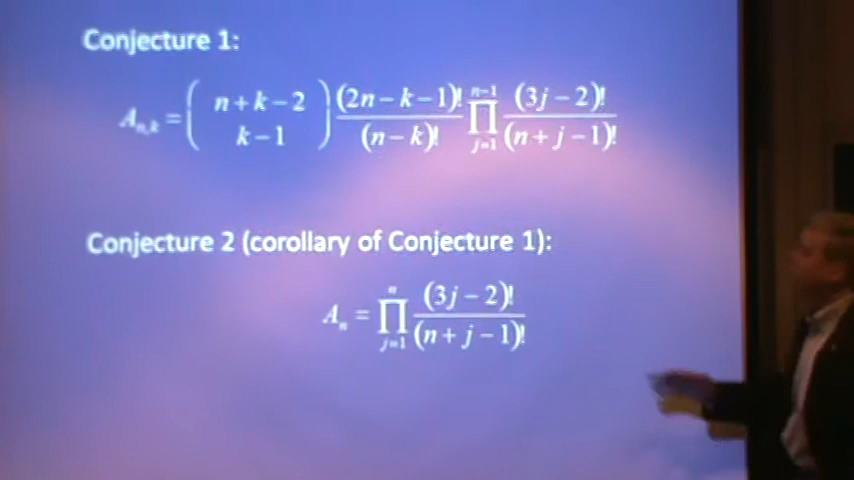 Conjecture 1:
A_{n,k} = \binom{n+k-2}{k-1} \frac{(2n-k-1)!}{(n-k)!} \prod_{j=1}^{n-1} \frac{(3j-2)!}{(n+j-1)!}
Conjecture 2 (corollary of Conjecture 1):
A_n = \prod_{j=1}^{n} \frac{(3j-2)!}{(n+j-1)!}